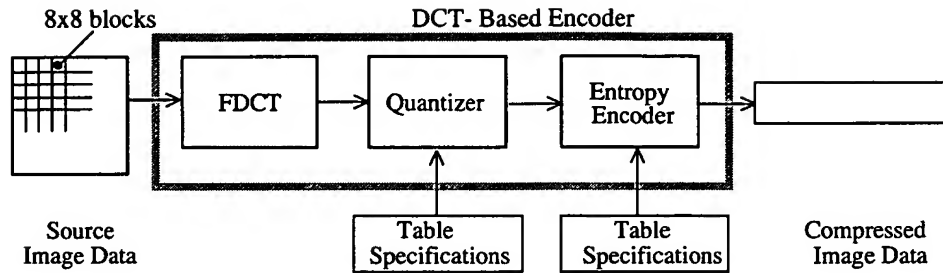 8x8 blocks
DCT- Based Encoder
FDCT
Quantizer
Entropy
Encoder
Table
Specifications
Table
Specifications
Source
Image Data
Compressed
Image Data